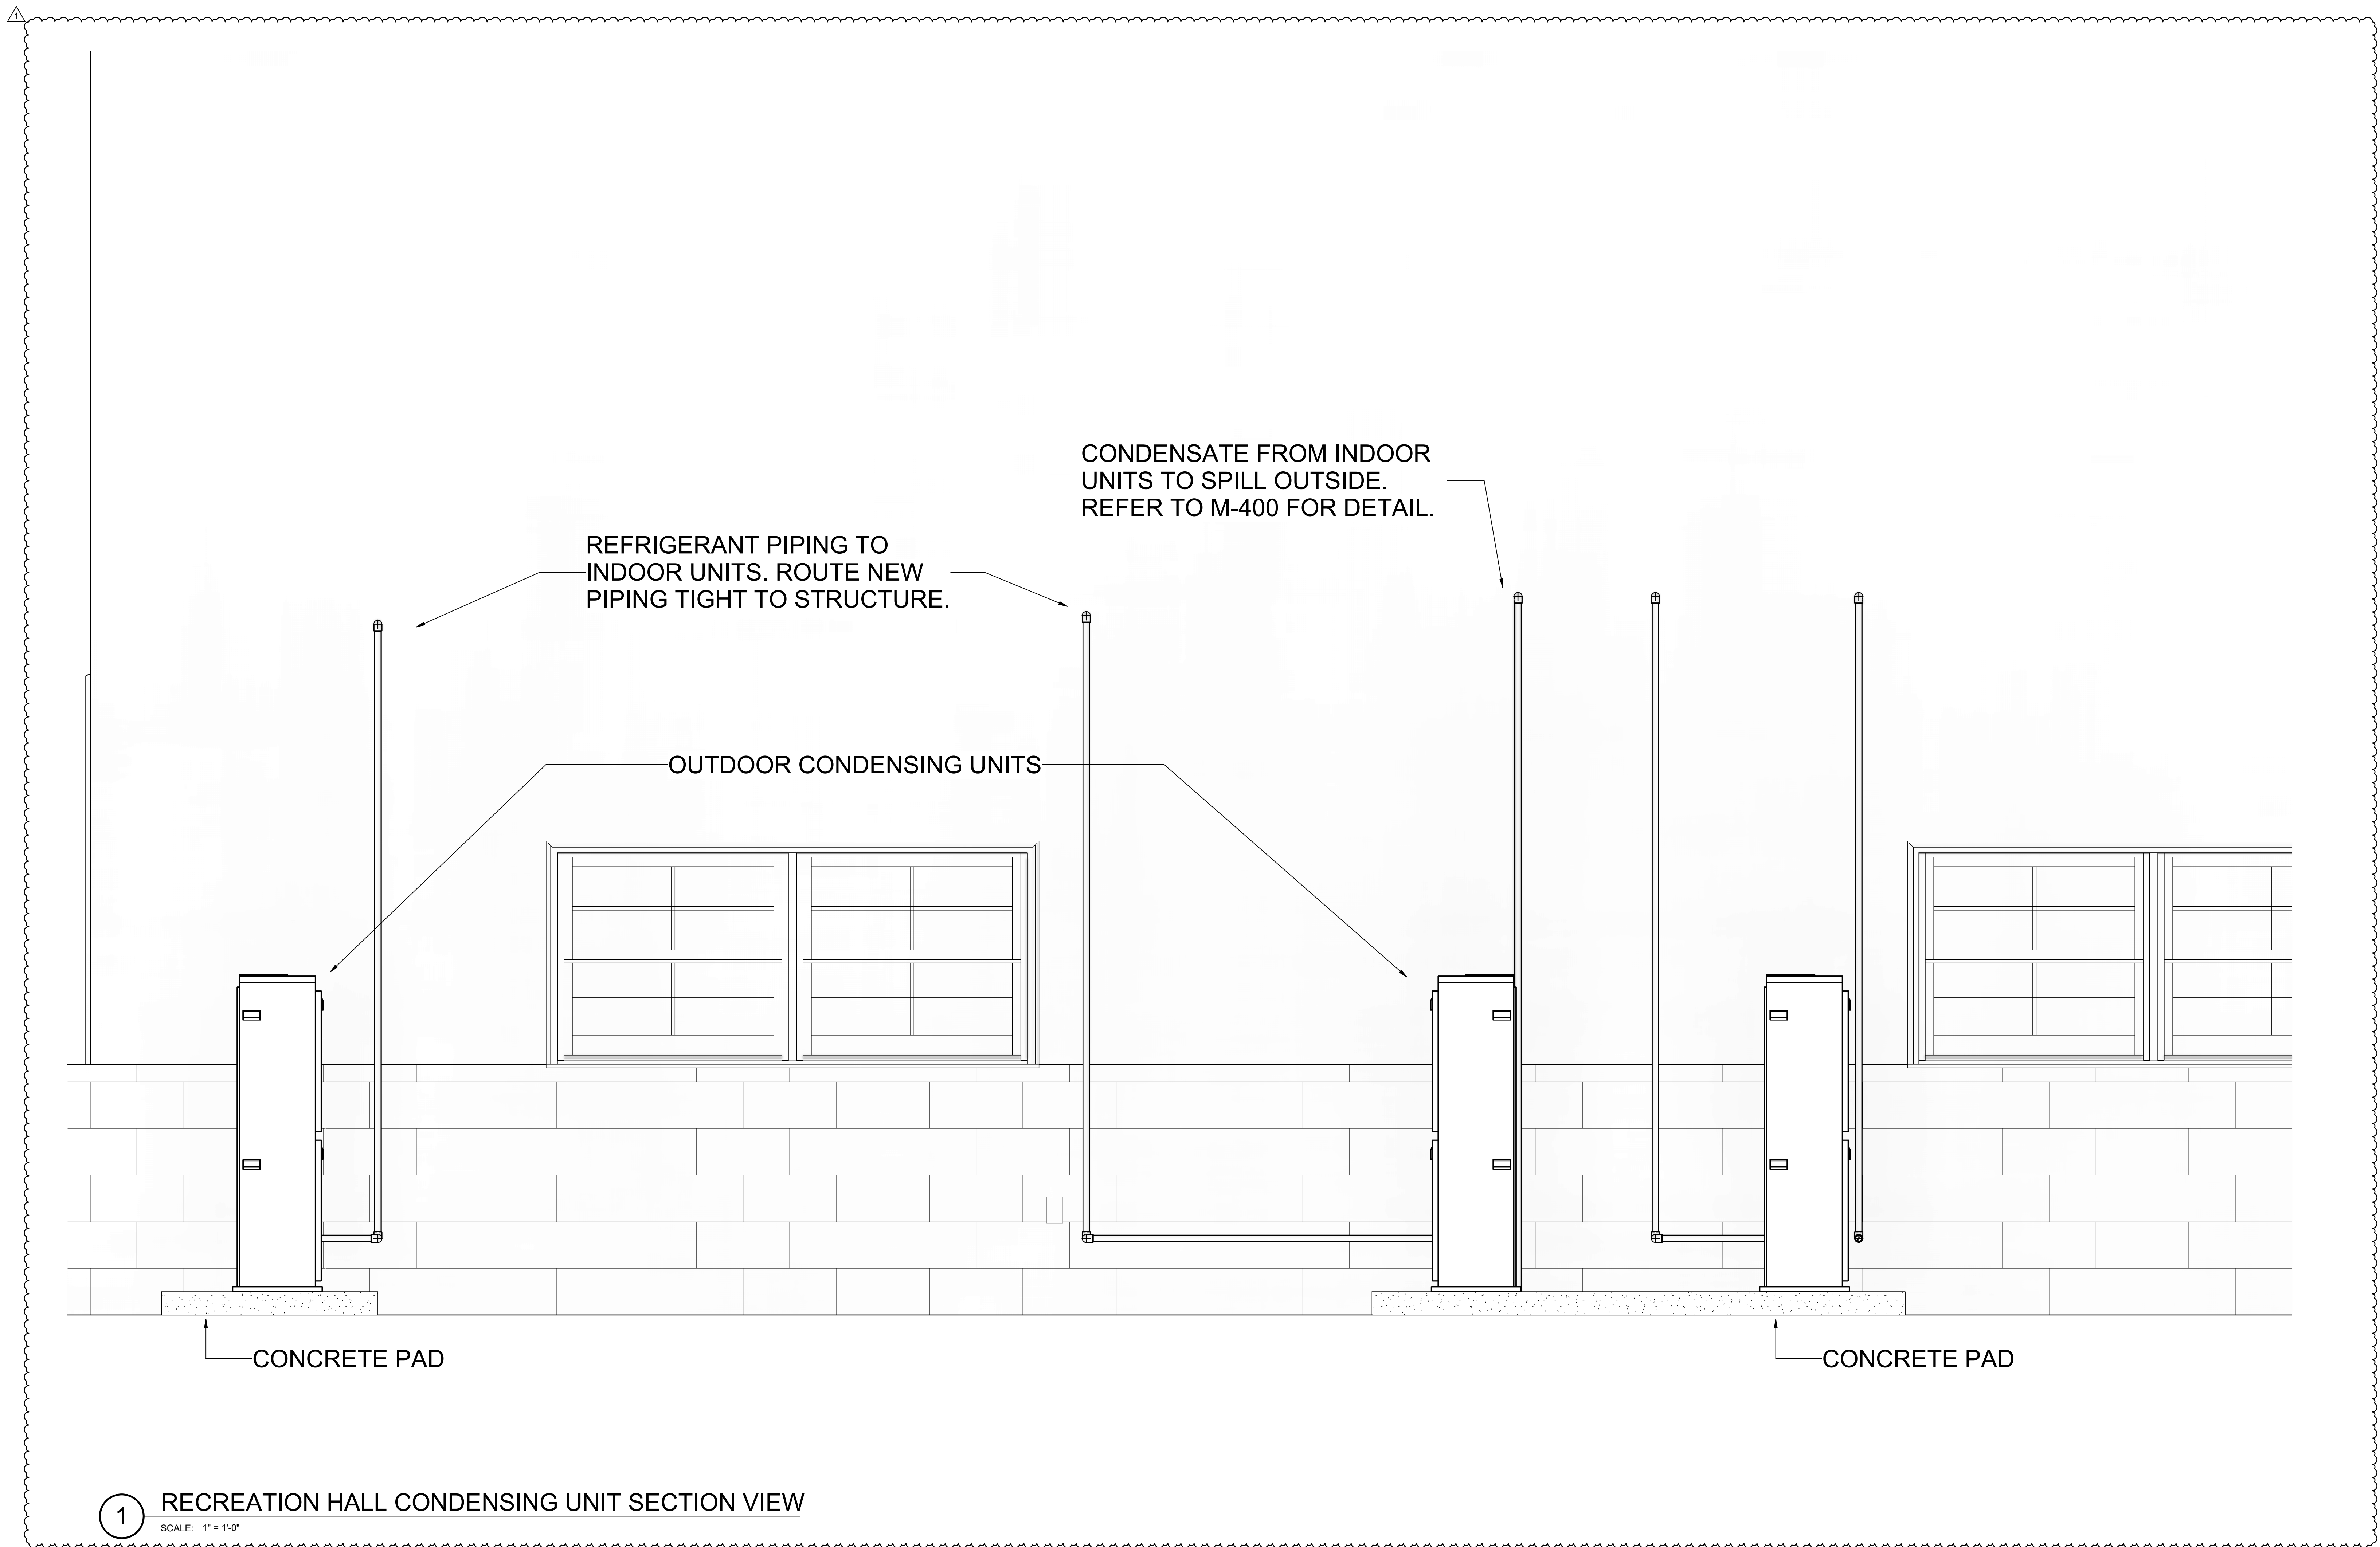 1
CONDENSATE FROM INDOOR
UNITS TO SPILL OUTSIDE.
REFER TO M-400 FOR DETAIL.
REFRIGERANT PIPING TO
INDOOR UNITS. ROUTE NEW
PIPING TIGHT TO STRUCTURE.
OUTDOOR CONDENSING UNITS
CONCRETE PAD
CONCRETE PAD
1
RECREATION HALL CONDENSING UNIT SECTION VIEW
SCALE: 1" = 1'-0"